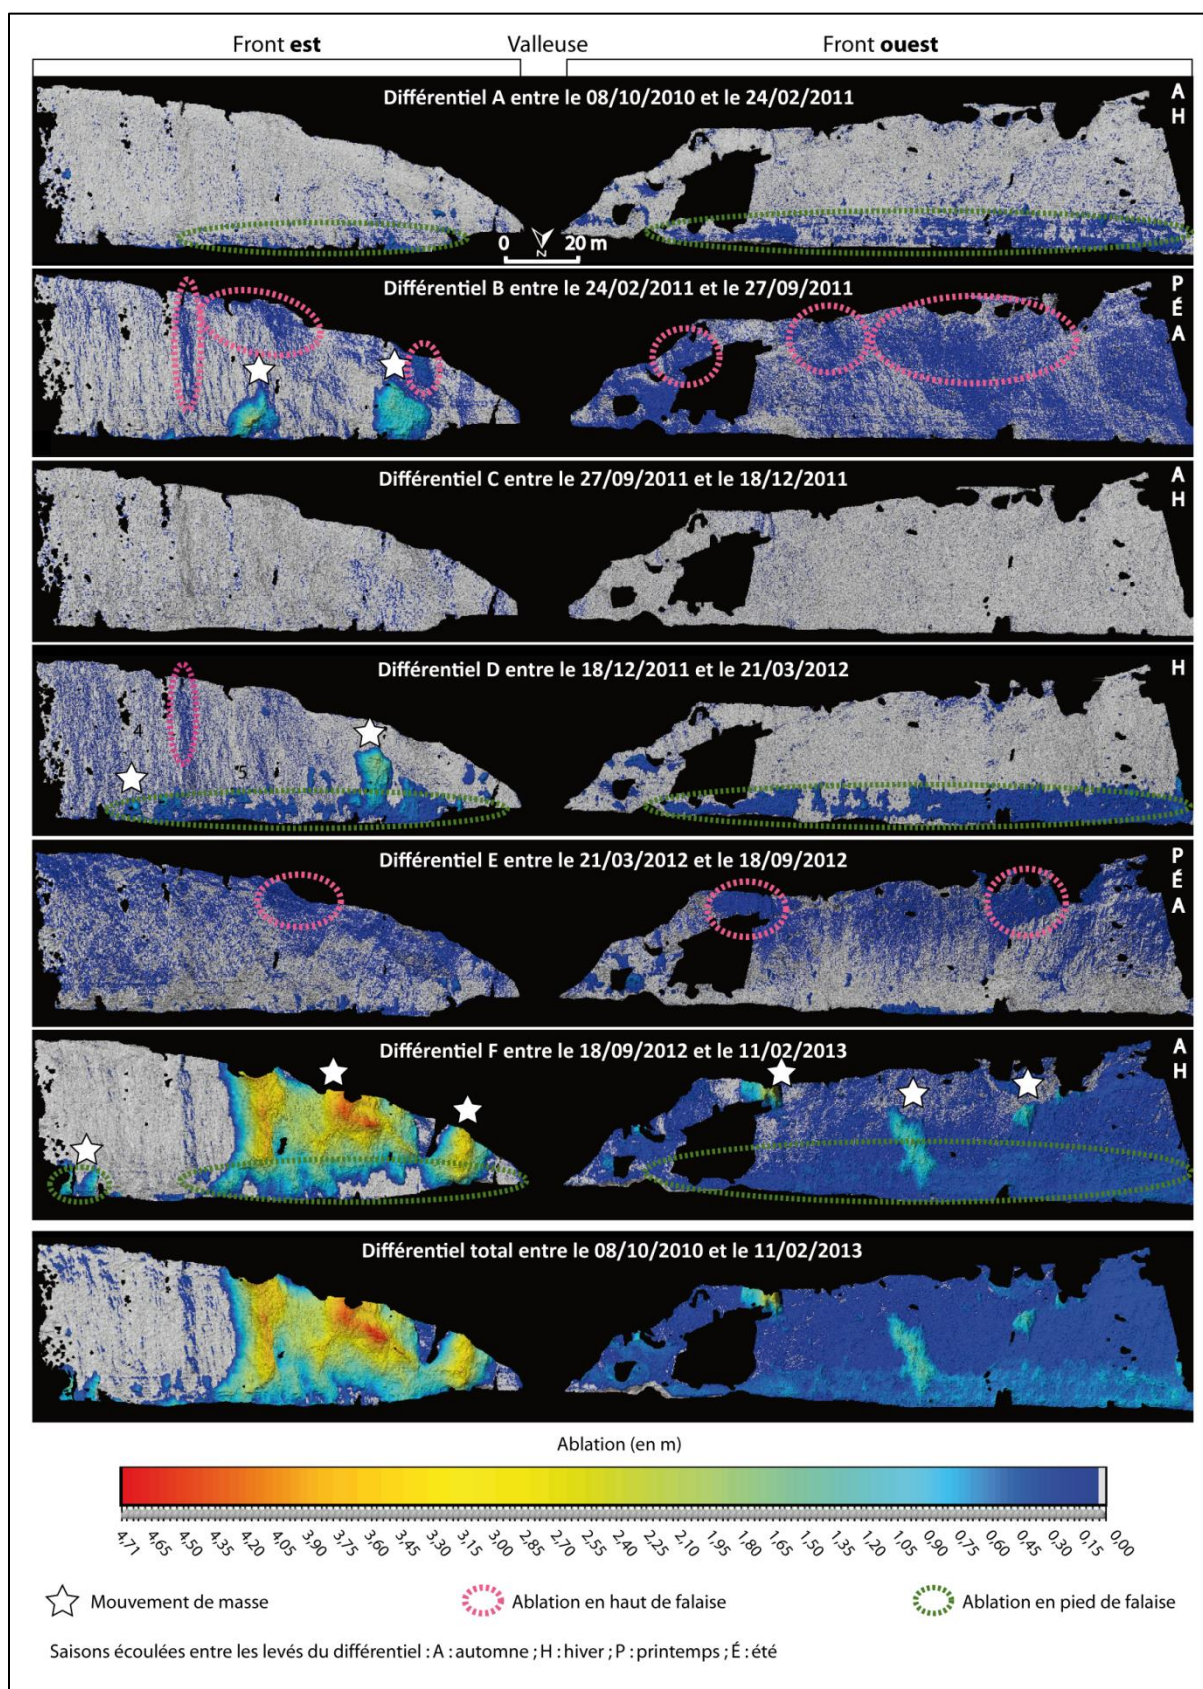 Front est Valleuse Front ouest
Différentiel A entre le 08/10/2010 et le 24/02/2011
A
H
0 20 m
N
Différentiel B entre le 24/02/2011 et le 27/09/2011
P
É
A
Différentiel C entre le 27/09/2011 et le 18/12/2011
A
H
Différentiel D entre le 18/12/2011 et le 21/03/2012
H
4
5
Différentiel E entre le 21/03/2012 et le 18/09/2012
P
É
A
Différentiel F entre le 18/09/2012 et le 11/02/2013
A
H
Différentiel total entre le 08/10/2010 et le 11/02/2013
Ablation (en m)
4,71 4,65 4,50 4,35 4,20 4,05 3,90 3,75 3,60 3,45 3,30 3,15 3,00 2,85 2,70 2,55 2,40 2,25 2,10 1,95 1,80 1,65 1,50 1,35 1,20 1,05 0,90 0,75 0,60 0,45 0,30 0,15 0,00
Mouvement de masse Ablation en haut de falaise Ablation en pied de falaise
Saisons écoulées entre les levés du différentiel : A : automne ; H : hiver ; P : printemps ; É : été